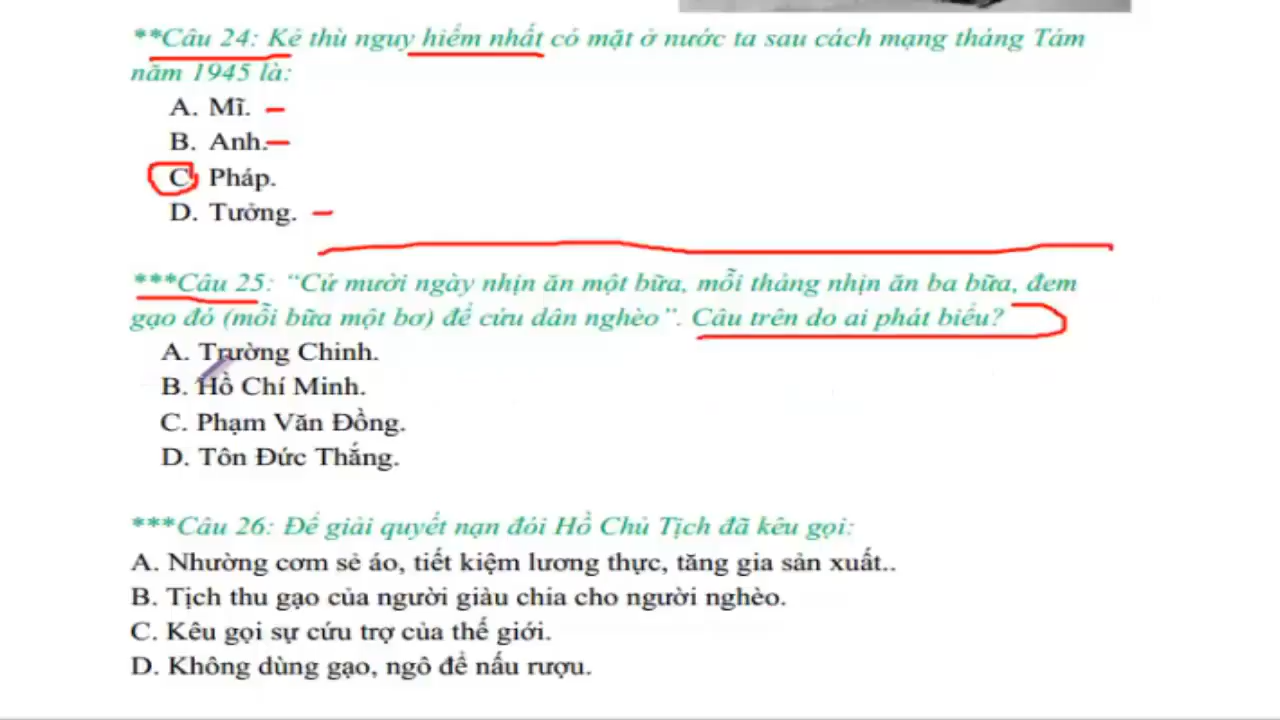 **Câu 24: Kẻ thù nguy hiểm nhất có mặt ở nước ta sau cách mạng tháng Tám
năm 1945 là:
A. Mĩ.
B. Anh.
C. Pháp.
D. Tưởng.
***Câu 25: “Cứ mười ngày nhịn ăn một bữa, mỗi tháng nhịn ăn ba bữa, đem
gạo đó (mỗi bữa một bơ) để cứu dân nghèo”. Câu trên do ai phát biểu?
A. Trường Chinh.
B. Hồ Chí Minh.
C. Phạm Văn Đồng.
D. Tôn Đức Thắng.
***Câu 26: Để giải quyết nạn đói Hồ Chủ Tịch đã kêu gọi:
A. Nhường cơm sẻ áo, tiết kiệm lương thực, tăng gia sản xuất..
B. Tịch thu gạo của người giàu chia cho người nghèo.
C. Kêu gọi sự cứu trợ của thế giới.
D. Không dùng gạo, ngô để nấu rượu.